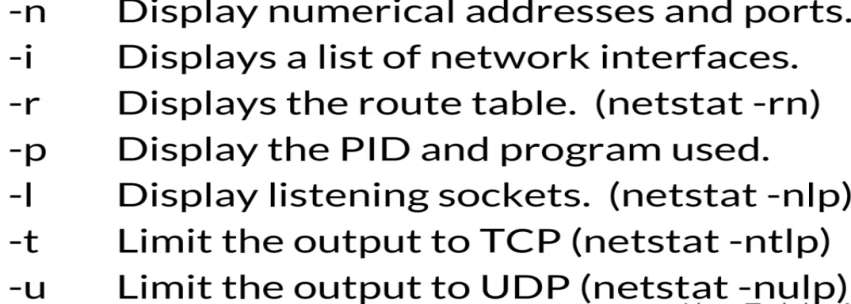 -n Display numerical addresses and ports.
-i Displays a list of network interfaces.
-r Displays the route table. (netstat -rn)
-p Display the PID and program used.
-l Display listening sockets. (netstat -nlp)
-t Limit the output to TCP (netstat -ntlp)
-u Limit the output to UDP (netstat -nulp)